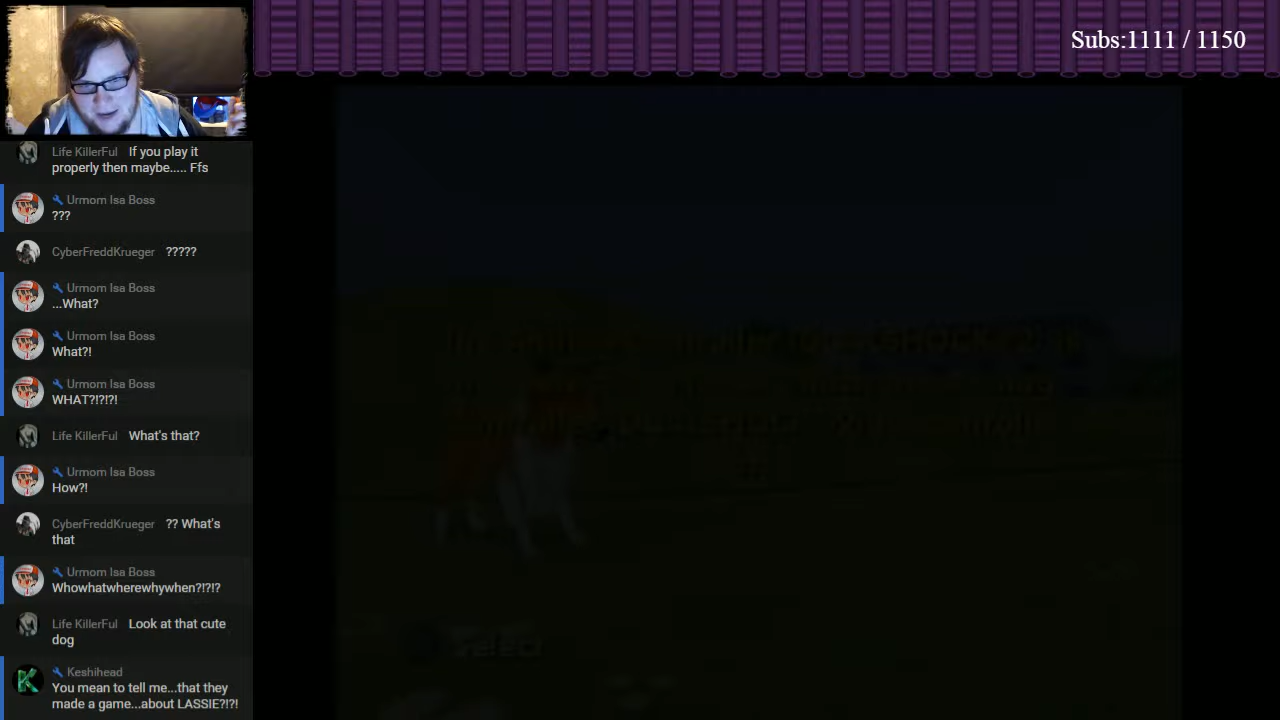 Subs:1111 / 1150
Life KillerFul If you play it
properly then maybe..... Ffs
Urmom Isa Boss
???
CyberFreddKrueger ?????
Urmom Isa Boss
...What?
Urmom Isa Boss
What?!
Urmom Isa Boss
WHAT?!?!?!
Life KillerFul What's that?
Urmom Isa Boss
How?!
CyberFreddKrueger ?? What's
that
Urmom Isa Boss
Whowhatwherewhywhen?!?!?
Life KillerFul Look at that cute
dog
Keshihead
You mean to tell me...that they
made a game...about LASSIE?!?!
Select